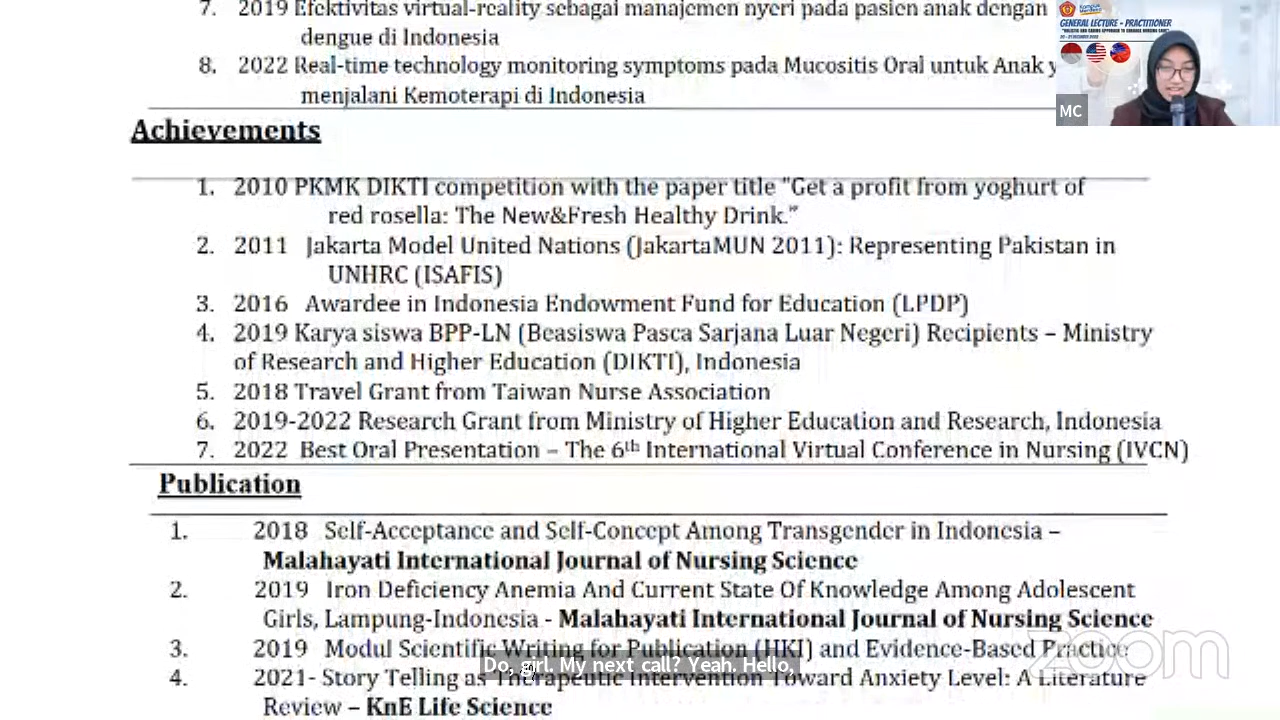 7. 2019 Efektivitas virtual-reality sebagai manajemen nyeri pada pasien anak dengan
dengue di Indonesia
8. 2022 Real-time technology monitoring symptoms pada Mucositis Oral untuk Anak y
menjalani Kemoterapi di Indonesia
Kampus Merdeka
GENERAL LECTURE - PRACTITIONER
MC
Achievements
1. 2010 PKMK DIKTI competition with the paper title "Get a profit from yoghurt of
red rosella: The New&Fresh Healthy Drink."
2. 2011 Jakarta Model United Nations (JakartaMUN 2011): Representing Pakistan in
UNHRC (ISAFIS)
3. 2016 Awardee in Indonesia Endowment Fund for Education (LPDP)
4. 2019 Karya siswa BPP-LN (Beasiswa Pasca Sarjana Luar Negeri) Recipients – Ministry
of Research and Higher Education (DIKTI), Indonesia
5. 2018 Travel Grant from Taiwan Nurse Association
6. 2019-2022 Research Grant from Ministry of Higher Education and Research, Indonesia
7. 2022 Best Oral Presentation – The 6th International Virtual Conference in Nursing (IVCN)
Publication
1. 2018 Self-Acceptance and Self-Concept Among Transgender in Indonesia –
Malahayati International Journal of Nursing Science
2. 2019 Iron Deficiency Anemia And Current State Of Knowledge Among Adolescent
Girls, Lampung-Indonesia - Malahayati International Journal of Nursing Science
3. 2019 Modul Scientific Writing for Publication (HKI) and Evidence-Based Practice
4. 2021- Story Telling as Therapeutic Intervention Toward Anxiety Level: A Literature
Review – KnE Life Science
Do, girl. My next call? Yeah. Hello,
zoom